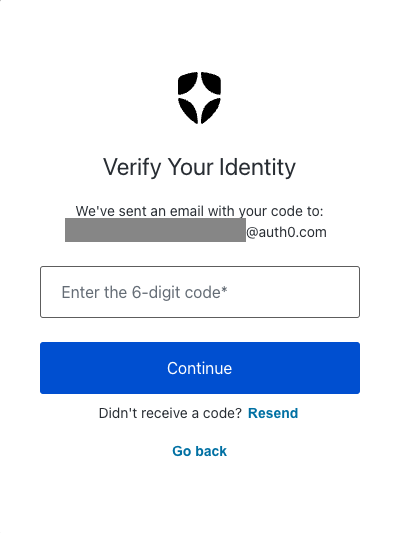 Verify Your Identity
We've sent an email with your code to:
@auth0.com
Enter the 6-digit code*
Continue
Didn't receive a code? Resend
Go back